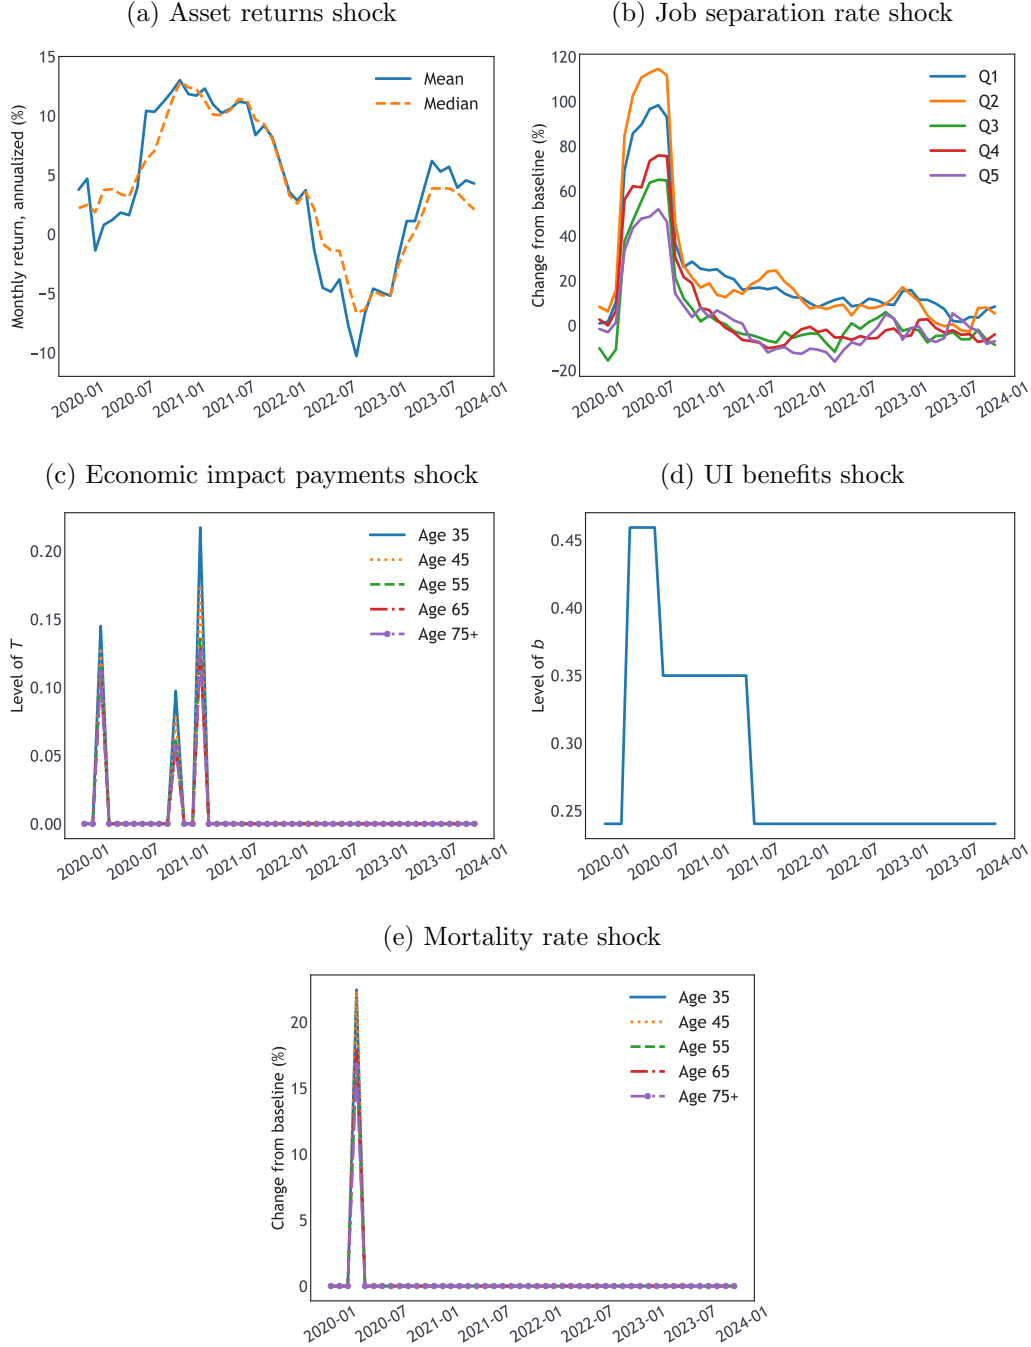 (a) Asset returns shock
Monthly return, annualized (%)
15
10
5
0
−5
−10
Mean
Median
2020-01
2020-07
2021-01
2021-07
2022-01
2022-07
2023-01
2023-07
2024-01
(b) Job separation rate shock
Change from baseline (%)
120
100
80
60
40
20
0
−20
Q1
Q2
Q3
Q4
Q5
2020-01
2020-07
2021-01
2021-07
2022-01
2022-07
2023-01
2023-07
2024-01
(c) Economic impact payments shock
Level of T
0.20
0.15
0.10
0.05
0.00
Age 35
Age 45
Age 55
Age 65
Age 75+
2020-01
2020-07
2021-01
2021-07
2022-01
2022-07
2023-01
2023-07
2024-01
(d) UI benefits shock
Level of b
0.45
0.40
0.35
0.30
0.25
2020-01
2020-07
2021-01
2021-07
2022-01
2022-07
2023-01
2023-07
2024-01
(e) Mortality rate shock
Change from baseline (%)
20
15
10
5
0
Age 35
Age 45
Age 55
Age 65
Age 75+
2020-01
2020-07
2021-01
2021-07
2022-01
2022-07
2023-01
2023-07
2024-01